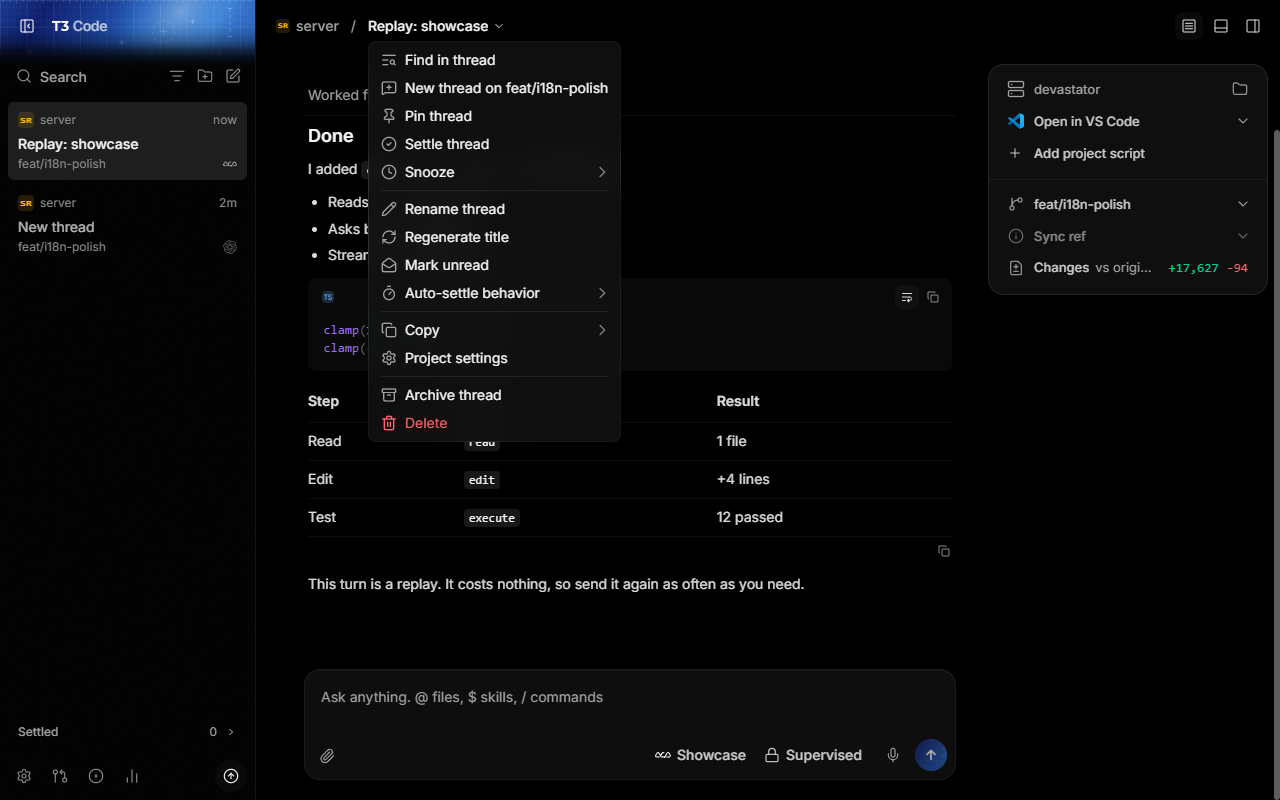 T3 Code
Search
SR server now
Replay: showcase
feat/i18n-polish
SR server 2m
New thread
feat/i18n-polish
Settled 0
SR server / Replay: showcase
Find in thread
New thread on feat/i18n-polish
Pin thread
Settle thread
Snooze
Rename thread
Regenerate title
Mark unread
Auto-settle behavior
Copy
Project settings
Archive thread
Delete
Worked
Done
I added
Reads
Asks
TS
clamp(
clamp(
Step Result
Read read 1 file
Edit edit +4 lines
Test execute 12 passed
This turn is a replay. It costs nothing, so send it again as often as you need.
Ask anything. @ files, $ skills, / commands
Showcase Supervised
devastator
Open in VS Code
Add project script
feat/i18n-polish
Sync ref
Changes vs origi... +17,627 -94